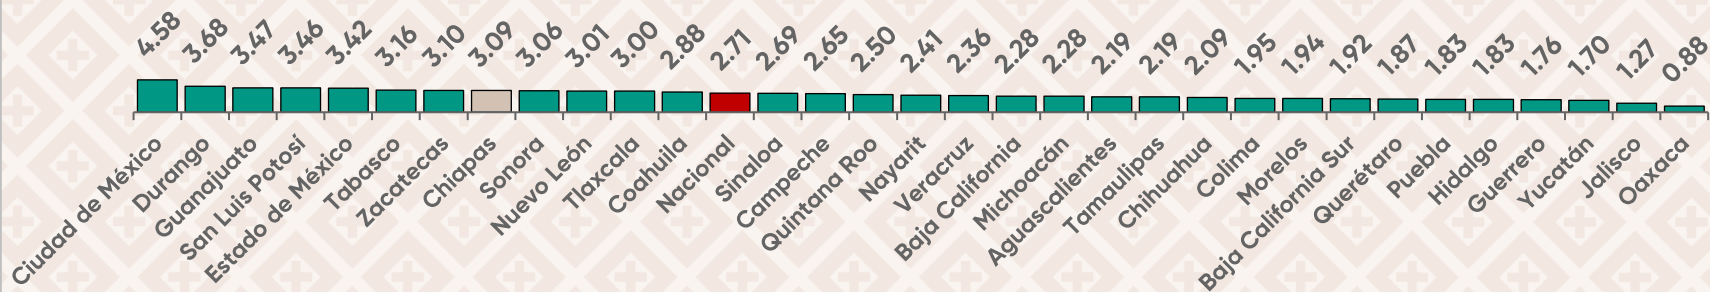 4.58 3.68 3.47 3.46 3.42 3.16 3.10 3.09 3.06 3.01 3.00 2.88 2.71 2.69 2.65 2.50 2.41 2.36 2.28 2.28 2.19 2.19 2.09 1.95 1.94 1.92 1.87 1.83 1.83 1.76 1.70 1.27 0.88
Ciudad de México
Durango
Guanajuato
San Luis Potosí
Estado de México
Tabasco
Zacatecas
Chiapas
Sonora
Nuevo León
Tlaxcala
Coahuila
Nacional
Sinaloa
Campeche
Quintana Roo
Nayarit
Veracruz
Baja California
Michoacán
Aguascalientes
Tamaulipas
Chihuahua
Colima
Morelos
Baja California Sur
Querétaro
Puebla
Hidalgo
Guerrero
Yucatán
Jalisco
Oaxaca